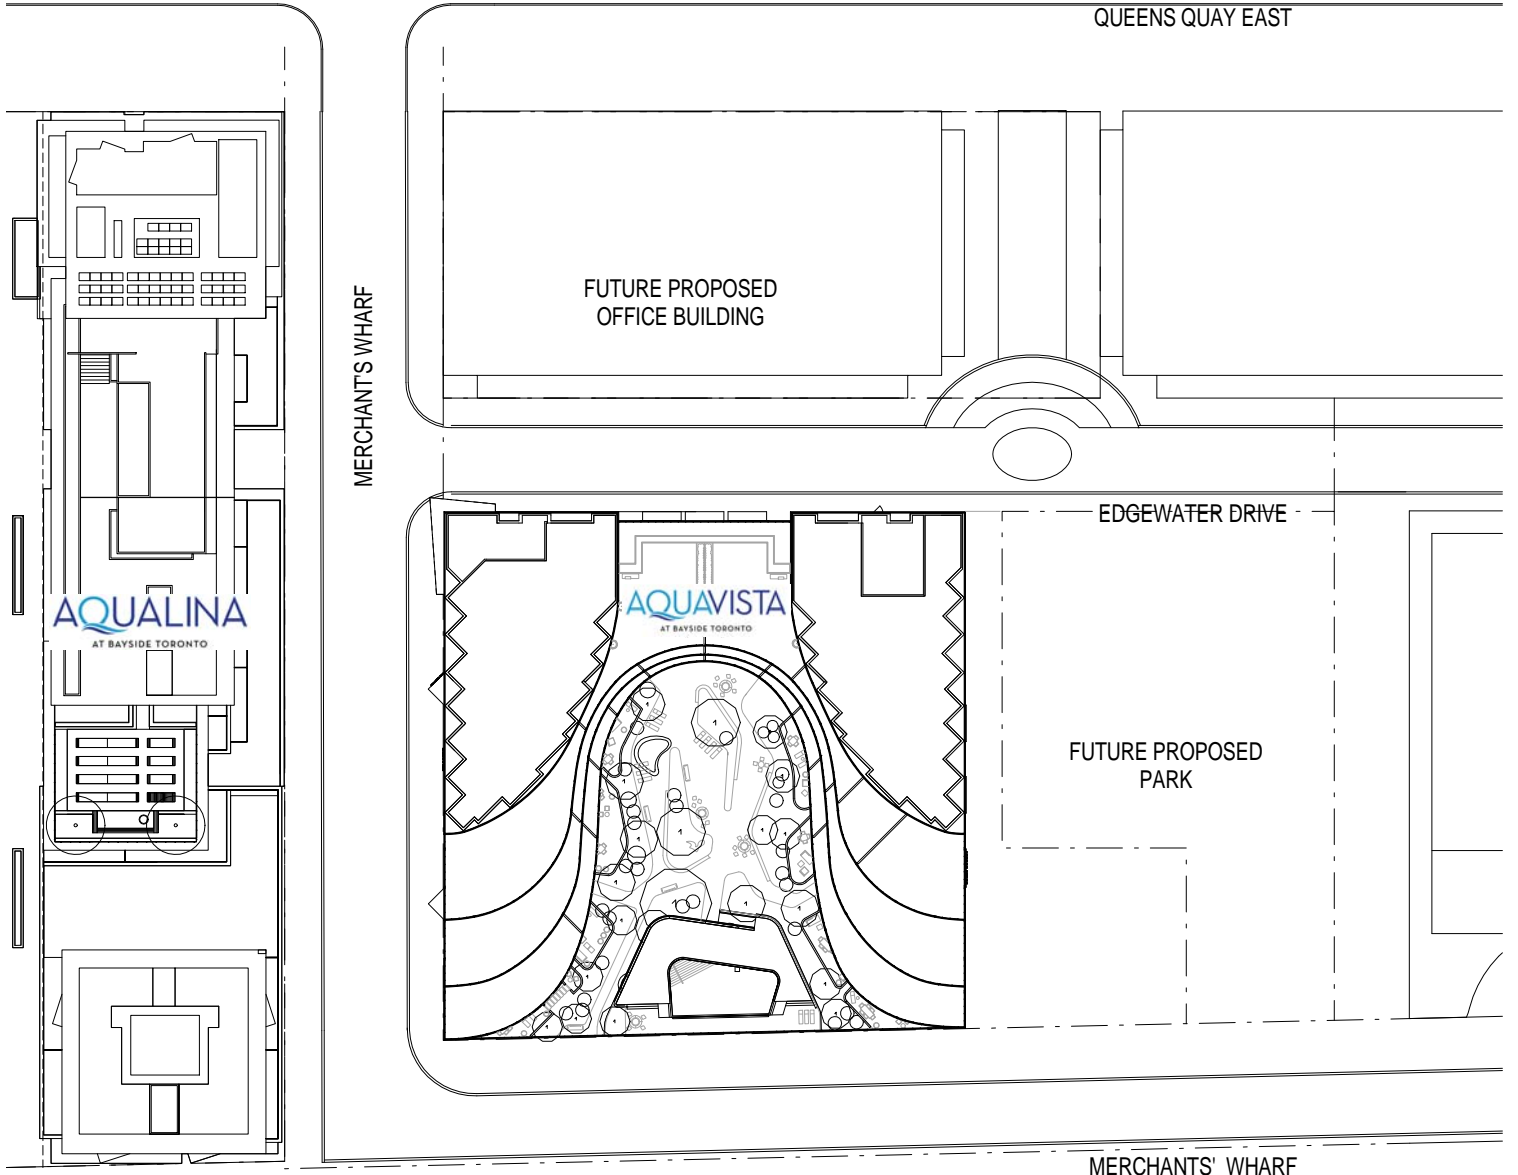 QUEENS QUAY EAST
FUTURE PROPOSED
OFFICE BUILDING
MERCHANT'S WHARF
EDGEWATER DRIVE
AQUALINA
AT BAYSIDE TORONTO
AQUAVISTA
AT BAYSIDE TORONTO
FUTURE PROPOSED
PARK
MERCHANTS' WHARF